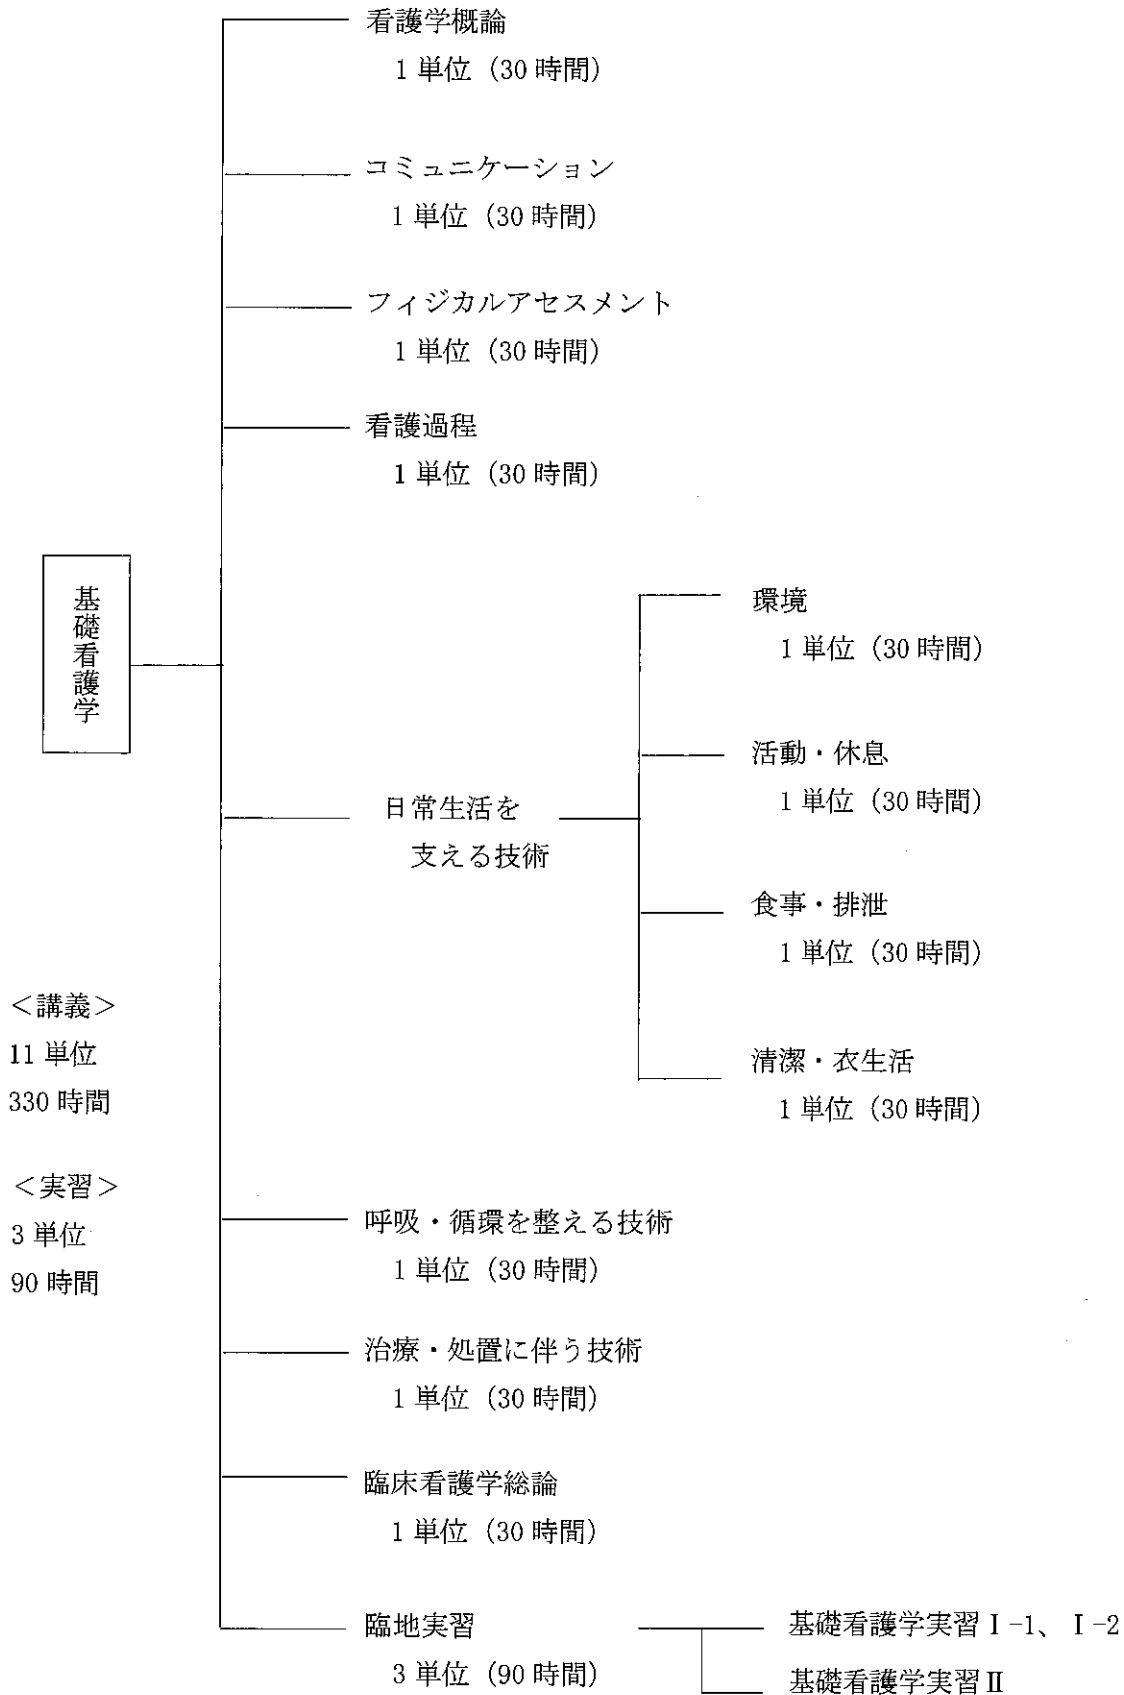 看護学概論
1 単位（30 時間）
コミュニケーション
1 単位（30 時間）
フィジカルアセスメント
1 単位（30 時間）
看護過程
1 単位（30 時間）
基礎看護学
日常生活を
支える技術
環境
1 単位（30 時間）
活動・休息
1 単位（30 時間）
食事・排泄
1 単位（30 時間）
清潔・衣生活
1 単位（30 時間）
＜講義＞
11 単位
330 時間
＜実習＞
3 単位
90 時間
呼吸・循環を整える技術
1 単位（30 時間）
治療・処置に伴う技術
1 単位（30 時間）
臨床看護学総論
1 単位（30 時間）
臨地実習
3 単位（90 時間）
基礎看護学実習Ⅰ-1、Ⅰ-2
基礎看護学実習Ⅱ